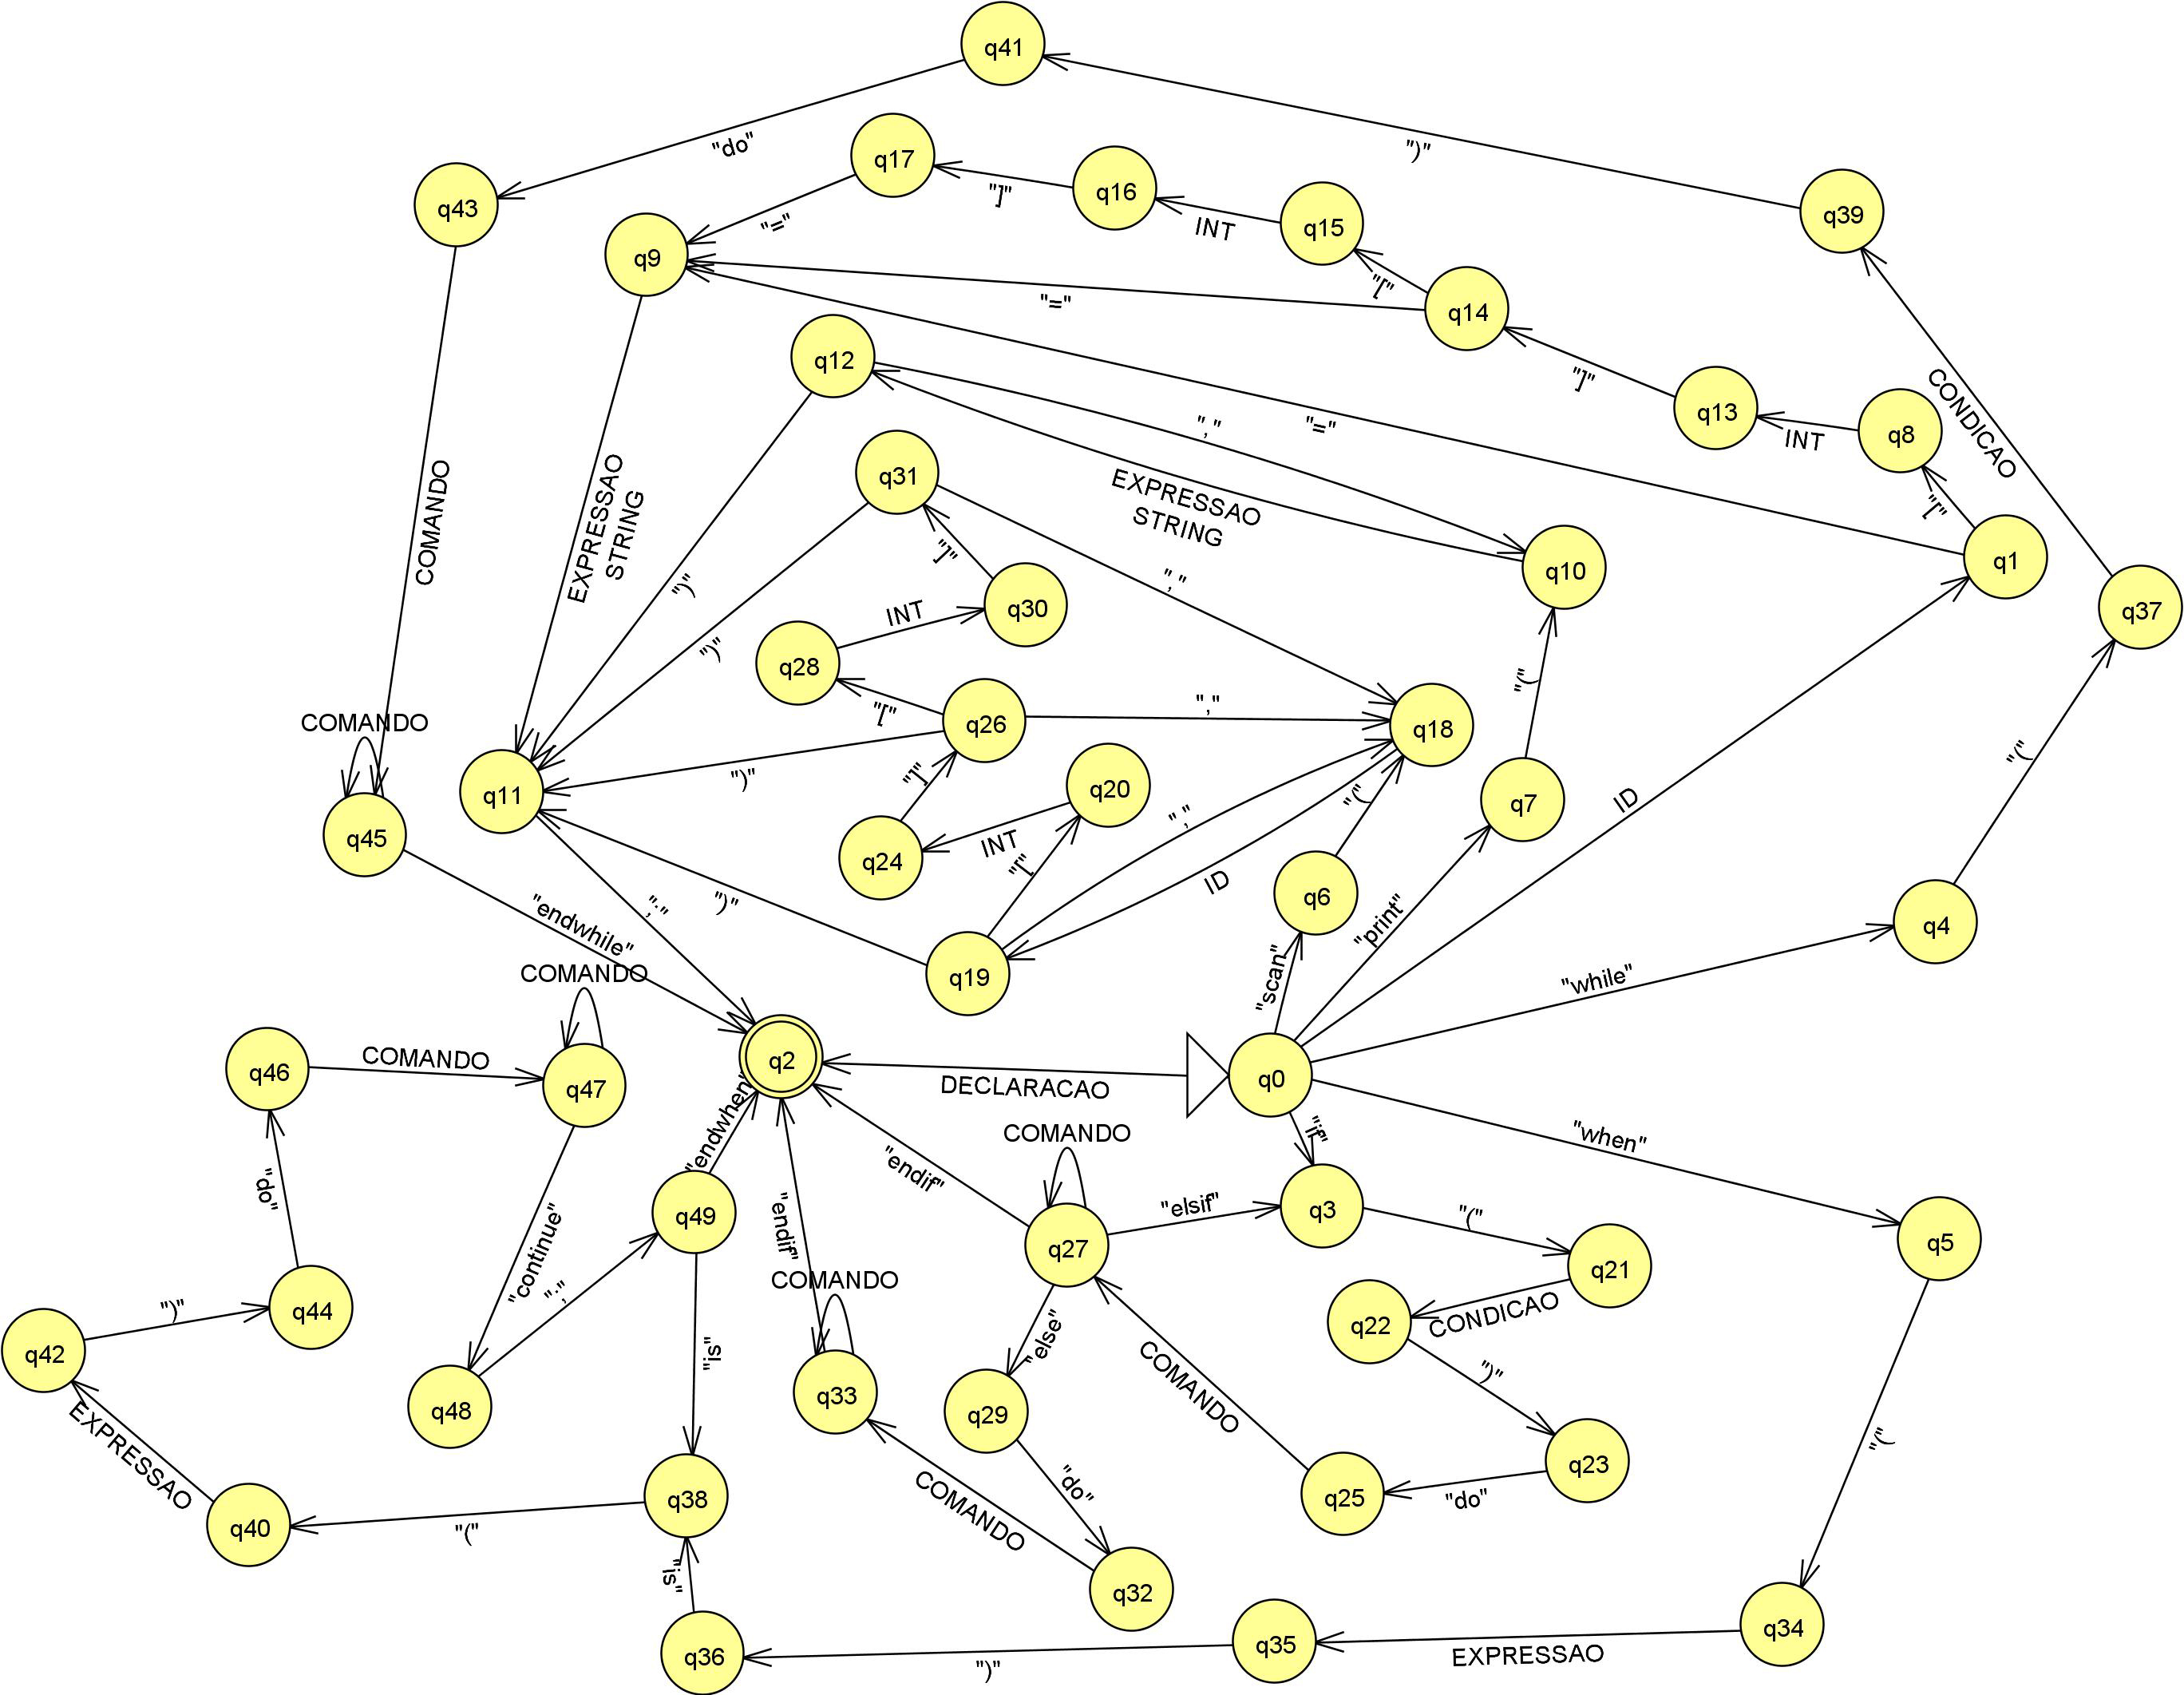 q41
")"
"do"
q17
"]"
q16
INT
q15
q39
q43
"="
q9
"["
"="
q14
q12
"]"
INT
q13
q8
CONDICAO
","
"="
"["
q31
EXPRESSAO
STRING
EXPRESSAO
STRING
COMANDO
")"
"]"
","
q10
q1
q30
INT
q37
")"
q28
"("
COMANDO
"["
q26
","
q18
"("
")"
"]"
q11
q20
","
"("
q7
ID
q45
INT
q24
"["
ID
q6
"endwhile"
";"
")"
"print"
q4
COMANDO
q19
"scan"
"while"
q46
COMANDO
q47
q2
DECLARACAO
q0
"endwhen"
COMANDO
"if"
"when"
"do"
"endif"
"elsif"
q3
"("
q49
"endif"
q27
q21
q5
"continue"
";"
COMANDO
")"
q44
CONDICAO
q22
q42
"is"
"else"
COMANDO
")"
q33
q29
q48
EXPRESSAO
"do"
q23
"("
COMANDO
q25
"do"
q38
q40
"("
"is"
q32
q36
")"
q35
EXPRESSAO
q34